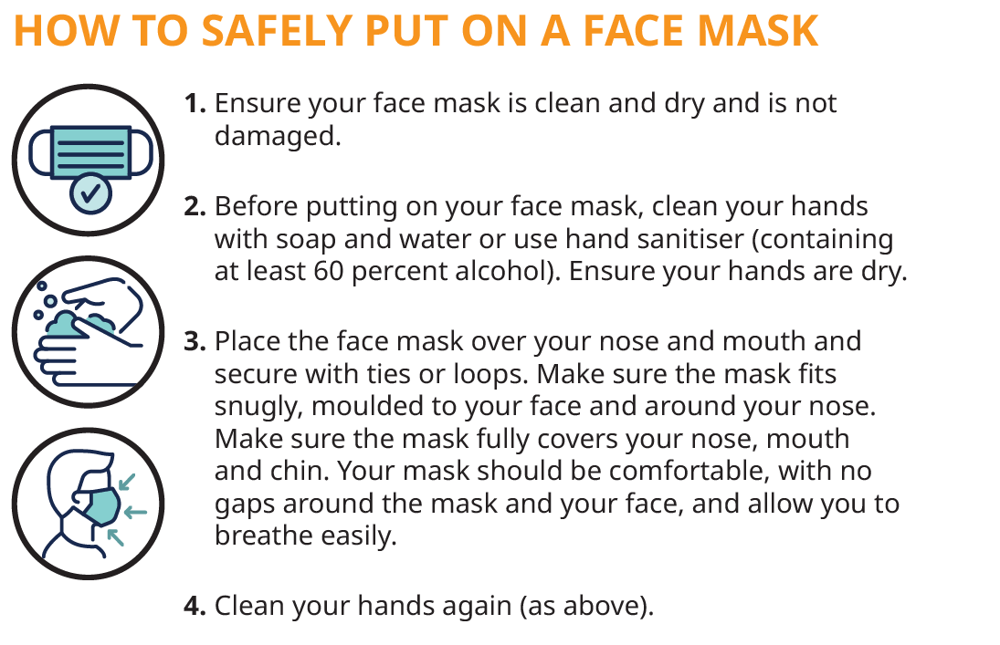 HOW TO SAFELY PUT ON A FACE MASK
1. Ensure your face mask is clean and dry and is not
damaged.
2. Before putting on your face mask, clean your hands
with soap and water or use hand sanitiser (containing
at least 60 percent alcohol). Ensure your hands are dry.
3. Place the face mask over your nose and mouth and
secure with ties or loops. Make sure the mask fits
snugly, moulded to your face and around your nose.
Make sure the mask fully covers your nose, mouth
and chin. Your mask should be comfortable, with no
gaps around the mask and your face, and allow you to
breathe easily.
4. Clean your hands again (as above).